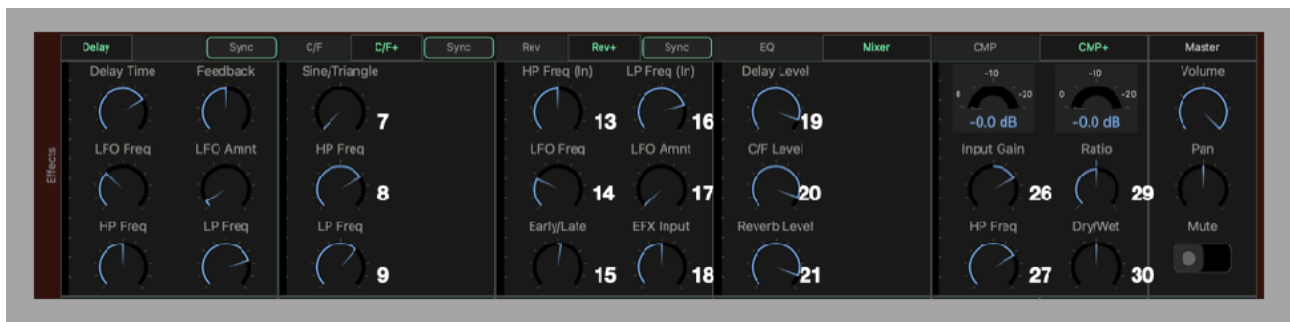 Delay Sync C/F C/F+ Sync Rev Rev+ Sync EQ Mixer CMP CMP+ Master
Effects
Delay Time Feedback Sine/Triangle HP Freq (In) LP Freq (In) Delay Level -10 -10 Volume
0 -20 0 -20
7 13 16 19 -0.0 dB -0.0 dB
LFO Freq LFO Amnt HP Freq LFO Freq LFO Amnt C/F Level Input Gain Ratio Pan
8 14 17 20 26 29
HP Freq LP Freq LP Freq Early/Late EFX Input Reverb Level HP Freq Dry/Wet Mute
9 15 18 21 27 30